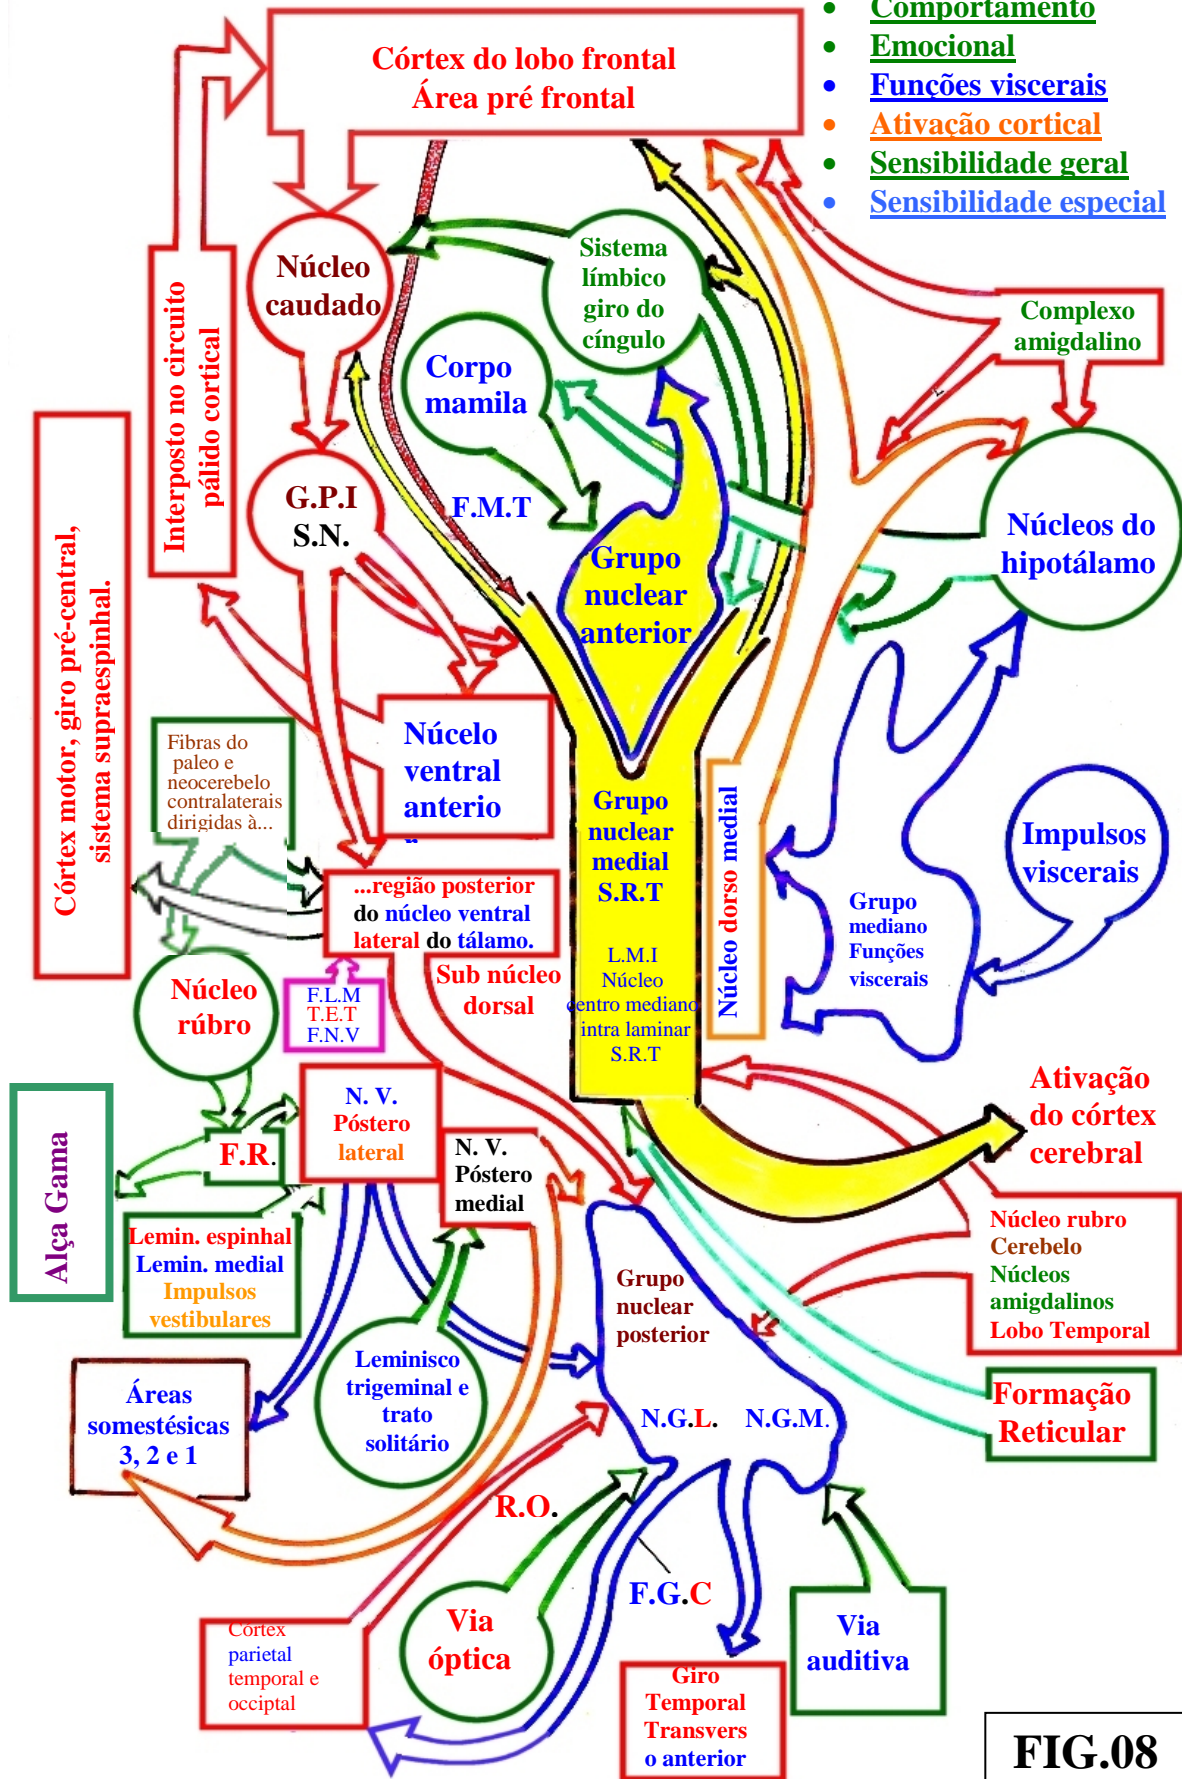 Comportamento
Emocional
Funções viscerais
Ativação cortical
Sensibilidade geral
Sensibilidade especial
Córtex do lobo frontal
Área pré frontal
Núcleo
caudado
Sistema
límbico
giro do
cíngulo
Complexo
amigdalino
Interposto no circuito
pálido cortical
Corpo
mamila
G.P.I
S.N.
F.M.T
Núcleos do
hipotálamo
Grupo
nuclear
anterior
Córtex motor, giro pré-central,
sistema supraespinhal.
Fibras do
paleo e
neocerebelo
contralaterais
dirigidas à...
Núcelo
ventral
anterio
Grupo
nuclear
medial
S.R.T
L.M.I
Núcleo
centro mediano
intra laminar
S.R.T
Núcleo dorso medial
Impulsos
viscerais
Grupo
mediano
Funções
viscerais
...região posterior
do núcleo ventral
lateral do tálamo.
Sub núcleo
dorsal
F.L.M
T.E.T
F.N.V
Núcleo
rúbro
Ativação
do córtex
cerebral
Alça Gama
F.R.
N. V.
Póstero
lateral
N. V.
Póstero
medial
Lemin. espinhal
Lemin. medial
Impulsos
vestibulares
Núcleo rubro
Cerebelo
Núcleos
amigdalinos
Lobo Temporal
Grupo
nuclear
posterior
N.G.L. N.G.M.
Leminisco
trigeminal e
trato
solitário
Áreas
somestésicas
3, 2 e 1
Formação
Reticular
R.O.
F.G.C
Córtex
parietal
temporal e
occiptal
Via
óptica
Via
auditiva
Giro
Temporal
Transvers
o anterior
FIG.08